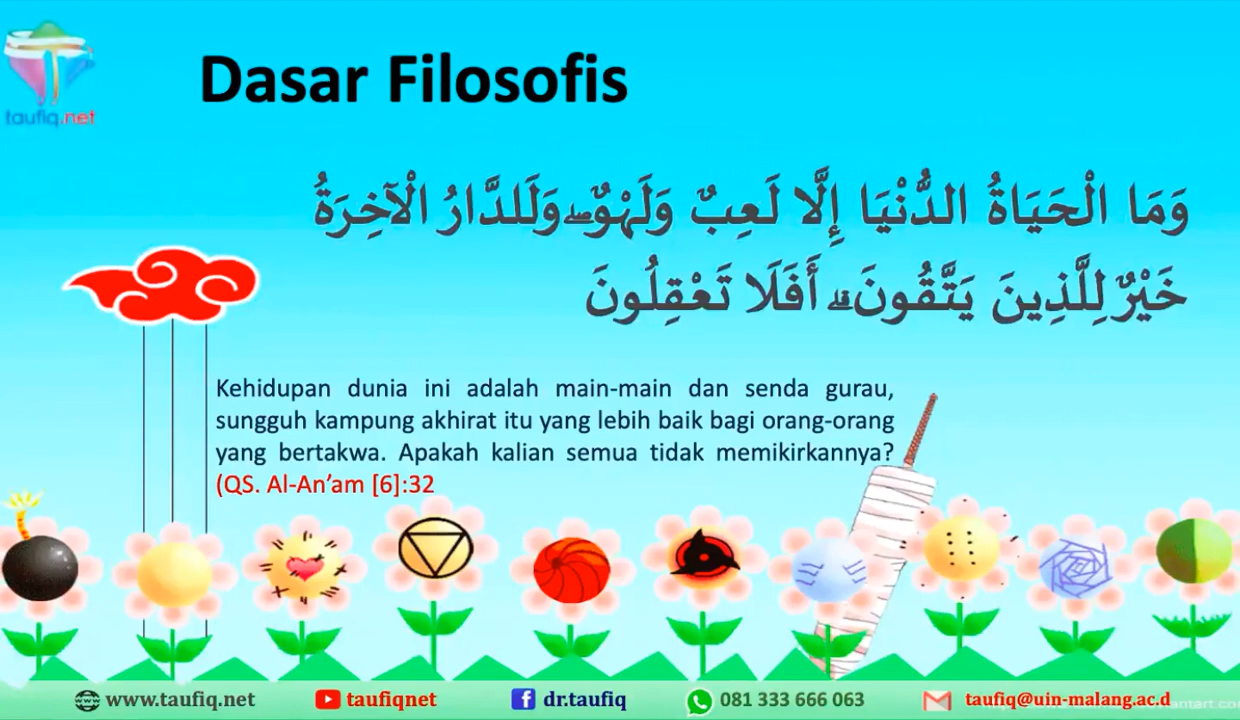 taufiq.net
Dasar Filosofis
وَمَا الْحَيَاةُ الدُّنْيَا إِلَّا لَعِبٌ وَلَهْوٌ ۖ وَلَلدَّارُ الْآخِرَةُ
خَيْرٌ لِلَّذِينَ يَتَّقُونَ ۗ أَفَلَا تَعْقِلُونَ
Kehidupan dunia ini adalah main-main dan senda gurau,
sungguh kampung akhirat itu yang lebih baik bagi orang-orang
yang bertakwa. Apakah kalian semua tidak memikirkannya?
(QS. Al-An’am [6]:32
www.taufiq.net taufiqnet dr.taufiq 081 333 666 063 taufiq@uin-malang.ac.d